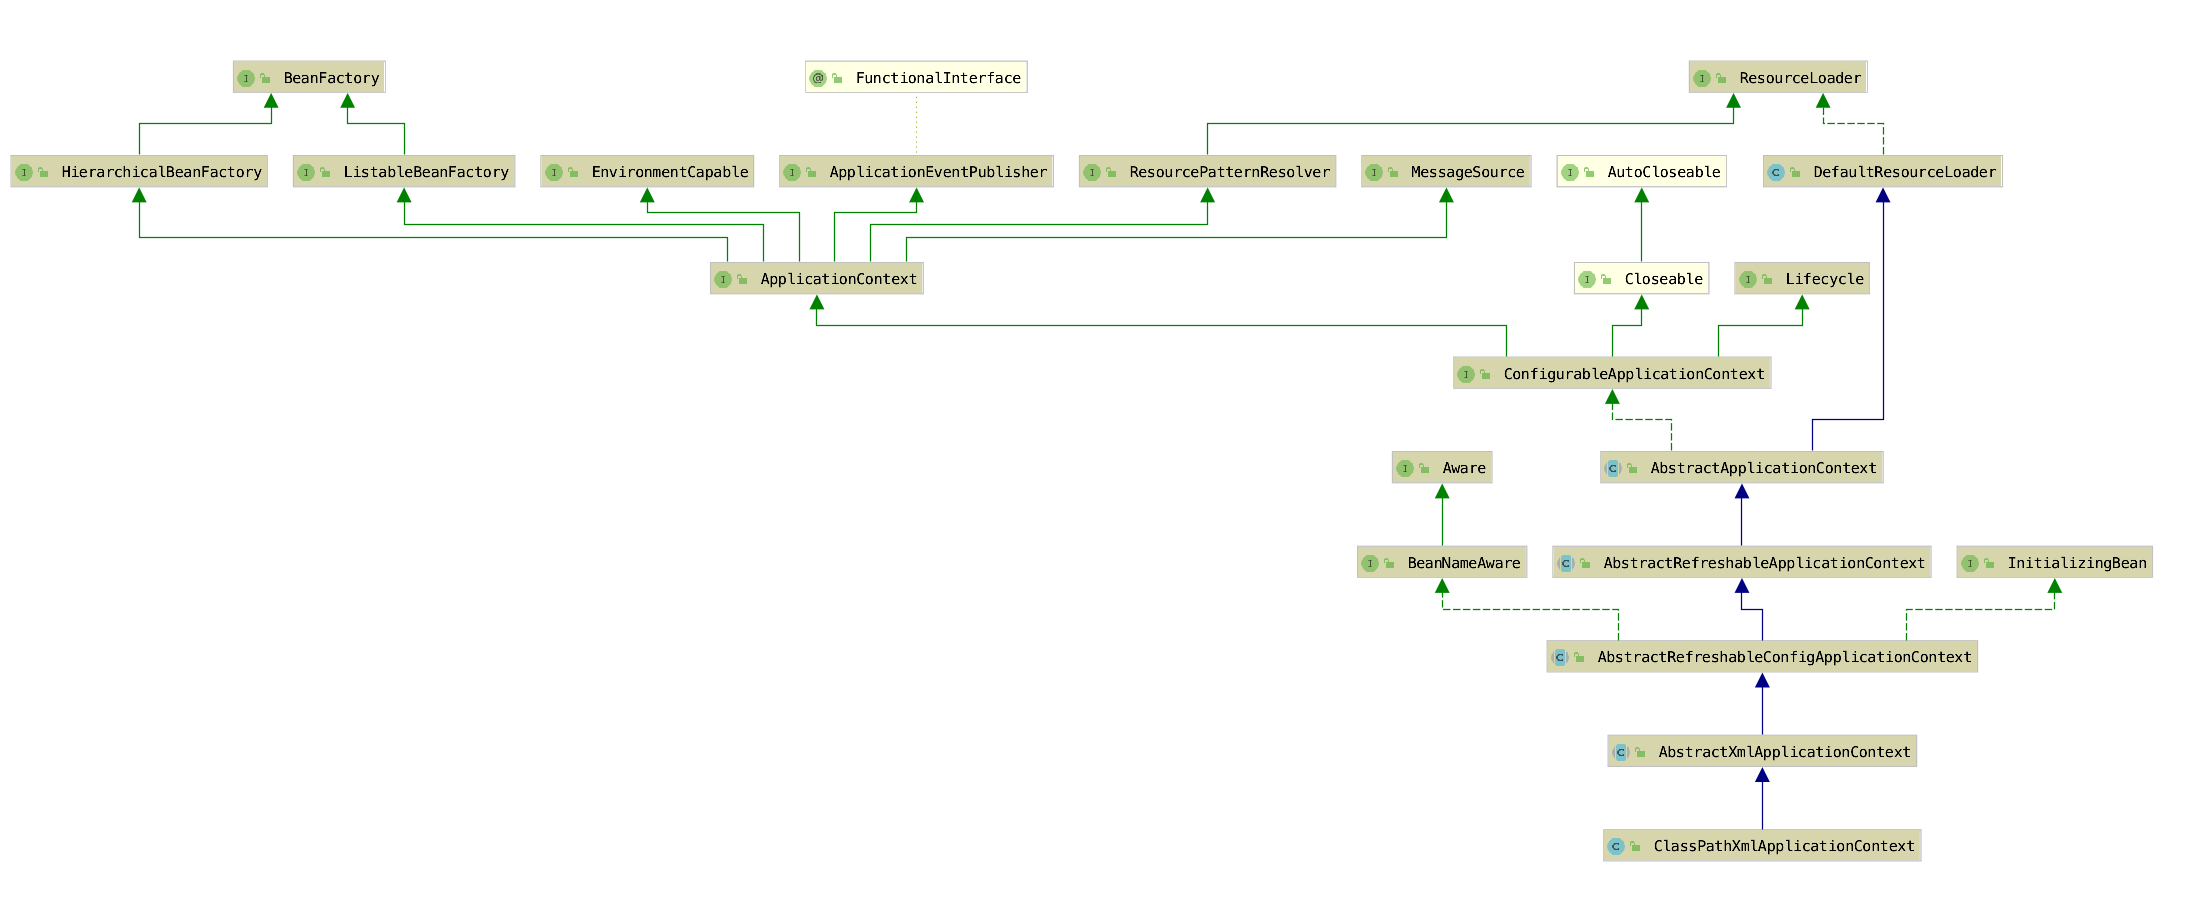 BeanFactory
FunctionalInterface
ResourceLoader
HierarchicalBeanFactory
ListableBeanFactory
EnvironmentCapable
ApplicationEventPublisher
ResourcePatternResolver
MessageSource
AutoCloseable
DefaultResourceLoader
ApplicationContext
Closeable
Lifecycle
ConfigurableApplicationContext
Aware
AbstractApplicationContext
BeanNameAware
AbstractRefreshableApplicationContext
InitializingBean
AbstractRefreshableConfigApplicationContext
AbstractXmlApplicationContext
ClassPathXmlApplicationContext